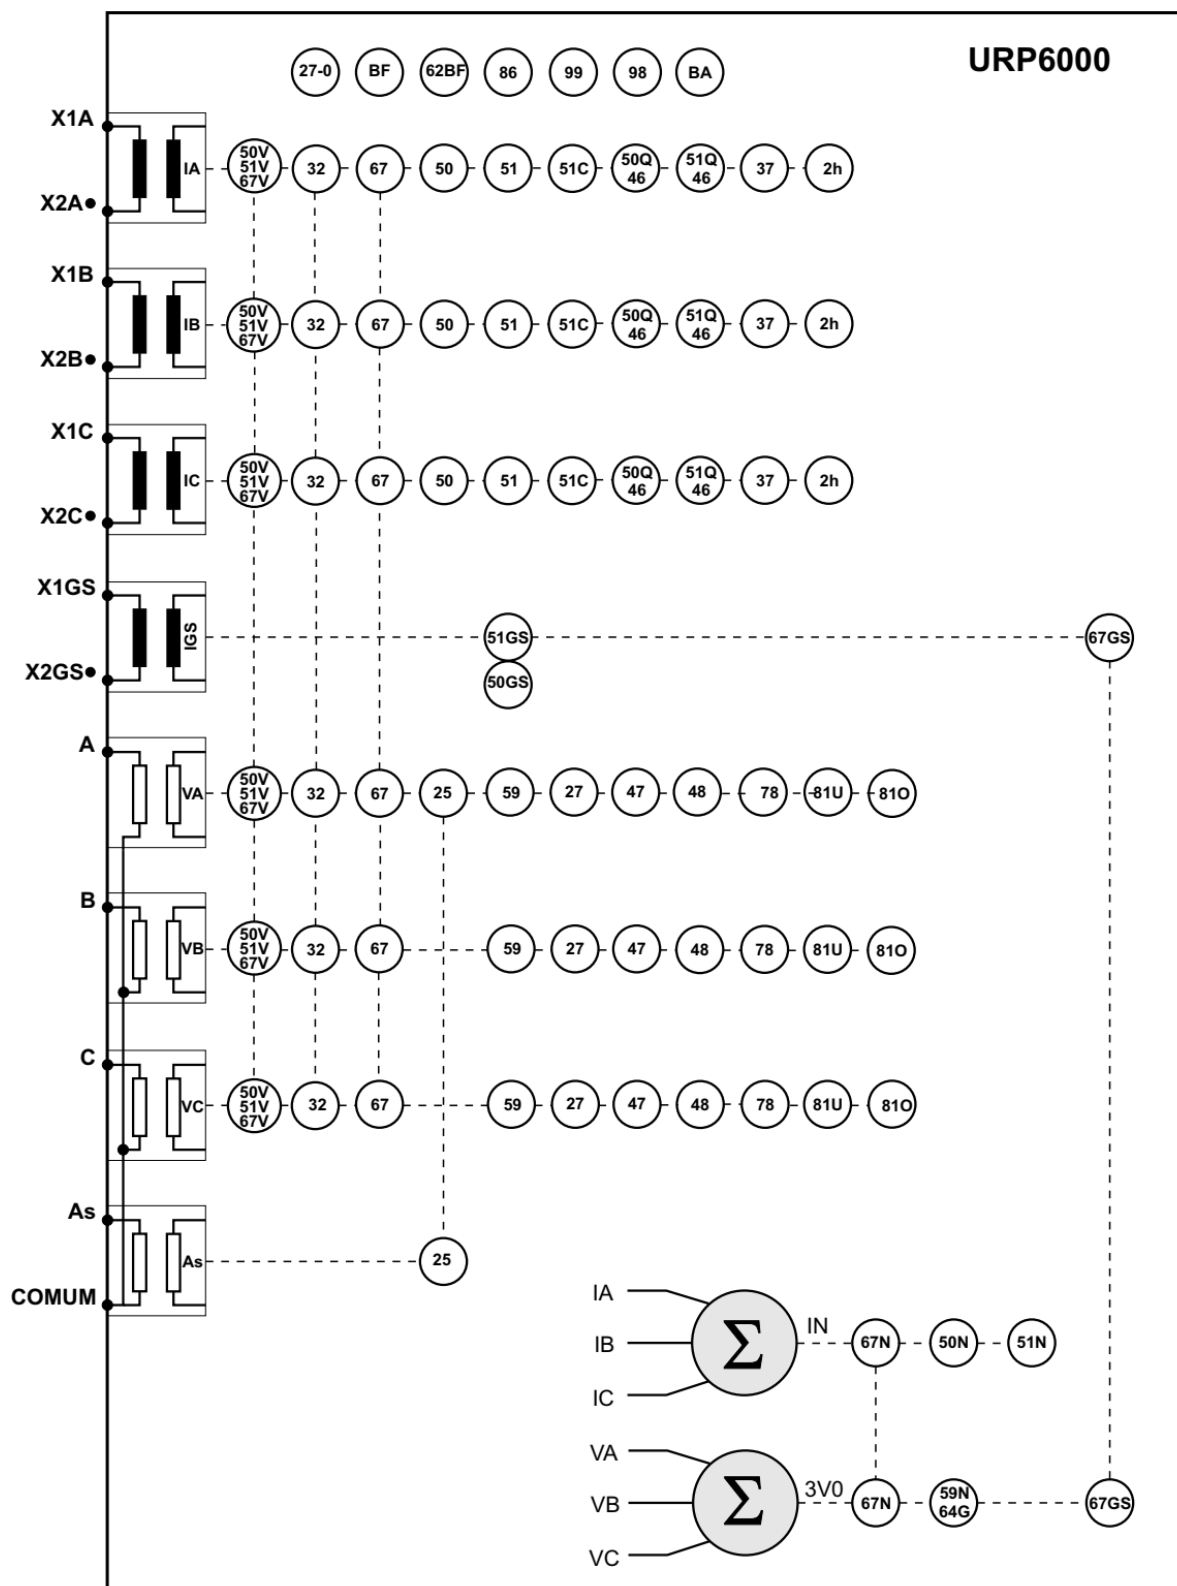 URP6000
27-0 BF 62BF 86 99 98 BA
X1A
50V
51V
67V
IA 32 67 50 51 51C 50Q
46 51Q
46 37 2h
X2A•
X1B
50V
51V
67V
IB 32 67 50 51 51C 50Q
46 51Q
46 37 2h
X2B•
X1C
50V
51V
67V
IC 32 67 50 51 51C 50Q
46 51Q
46 37 2h
X2C•
X1GS
IGS 51GS 67GS
50GS
X2GS•
A
50V
51V
67V
VA 32 67 25 59 27 47 48 78 81U 81O
B
50V
51V
67V
VB 32 67 59 27 47 48 78 81U 81O
C
50V
51V
67V
VC 32 67 59 27 47 48 78 81U 81O
As
As 25
COMUM
IA
IB
IC
Σ
IN
67N 50N 51N
VA
VB
VC
Σ
3V0
67N 59N
64G 67GS